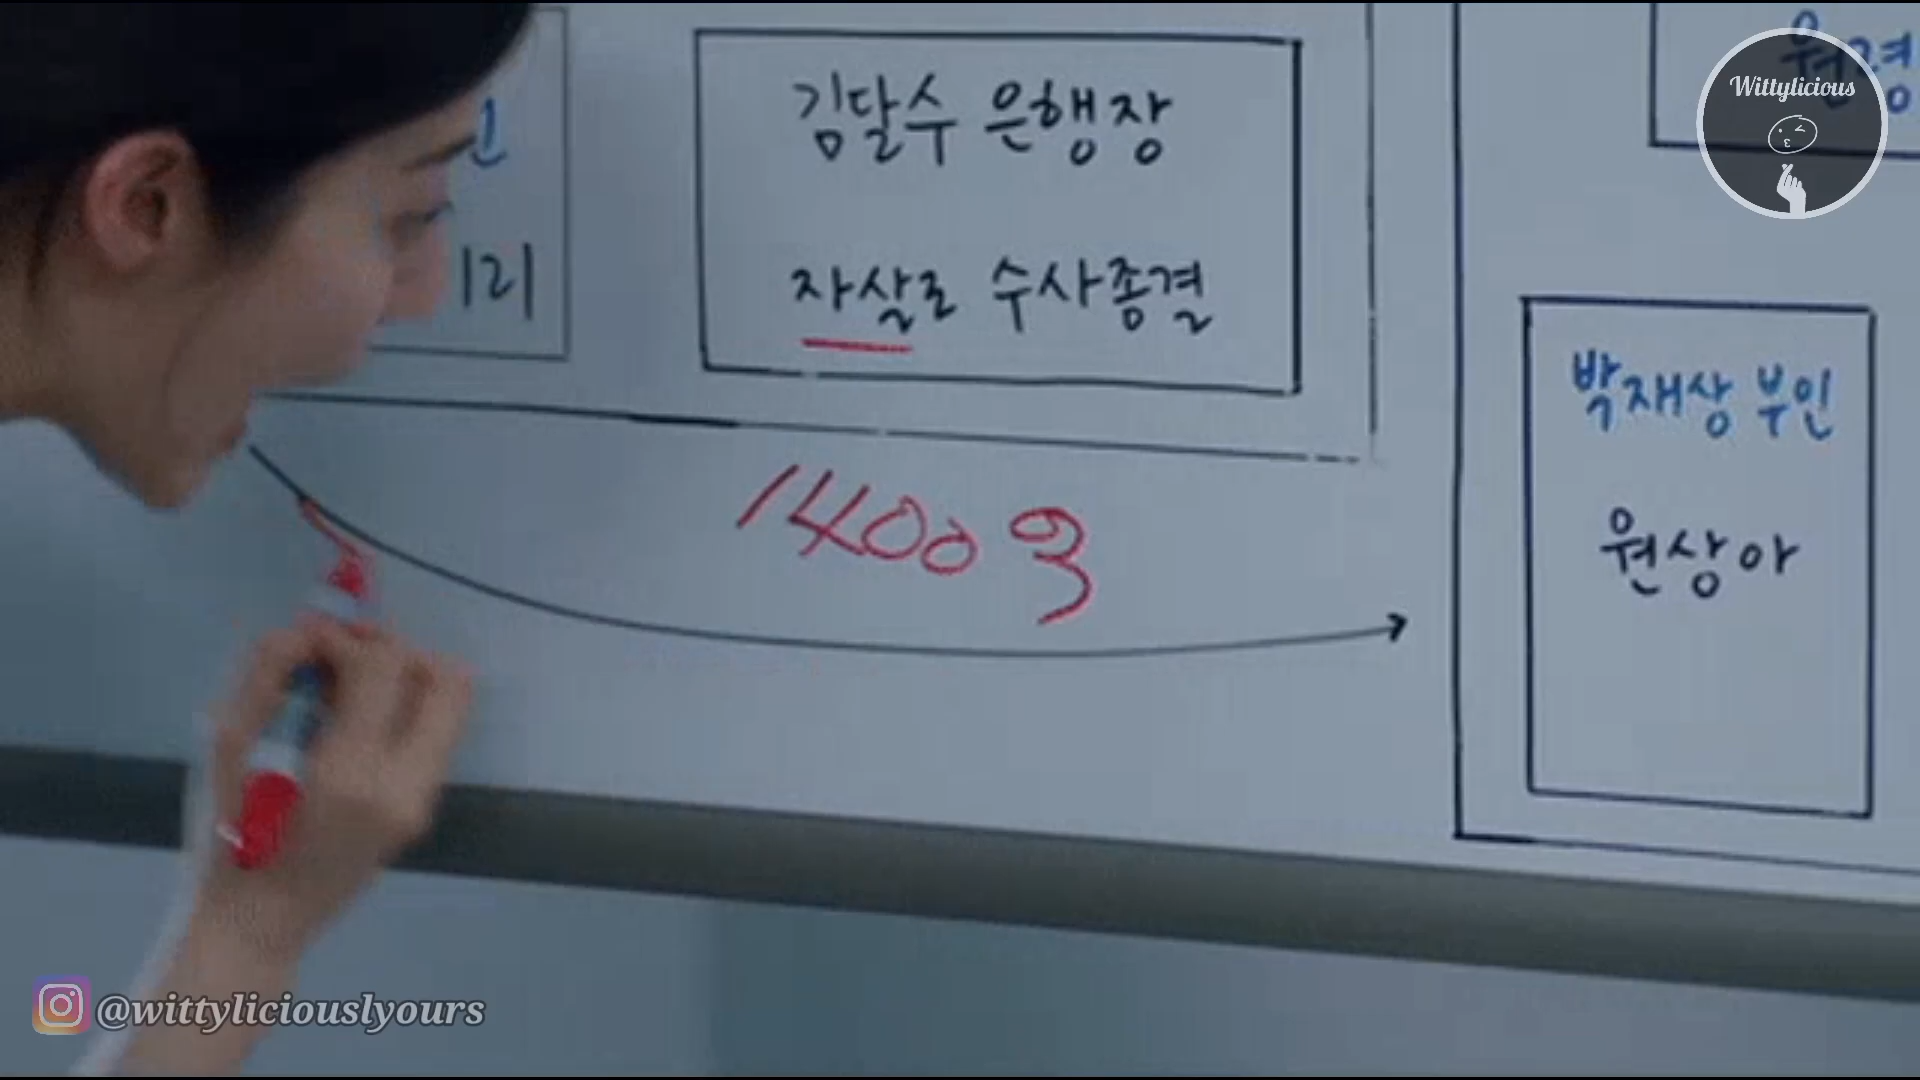 김달수 은행장
자살로 수사종결
1400억
박재상 부인
원상아
Wittylicious
@wittyliciouslyours